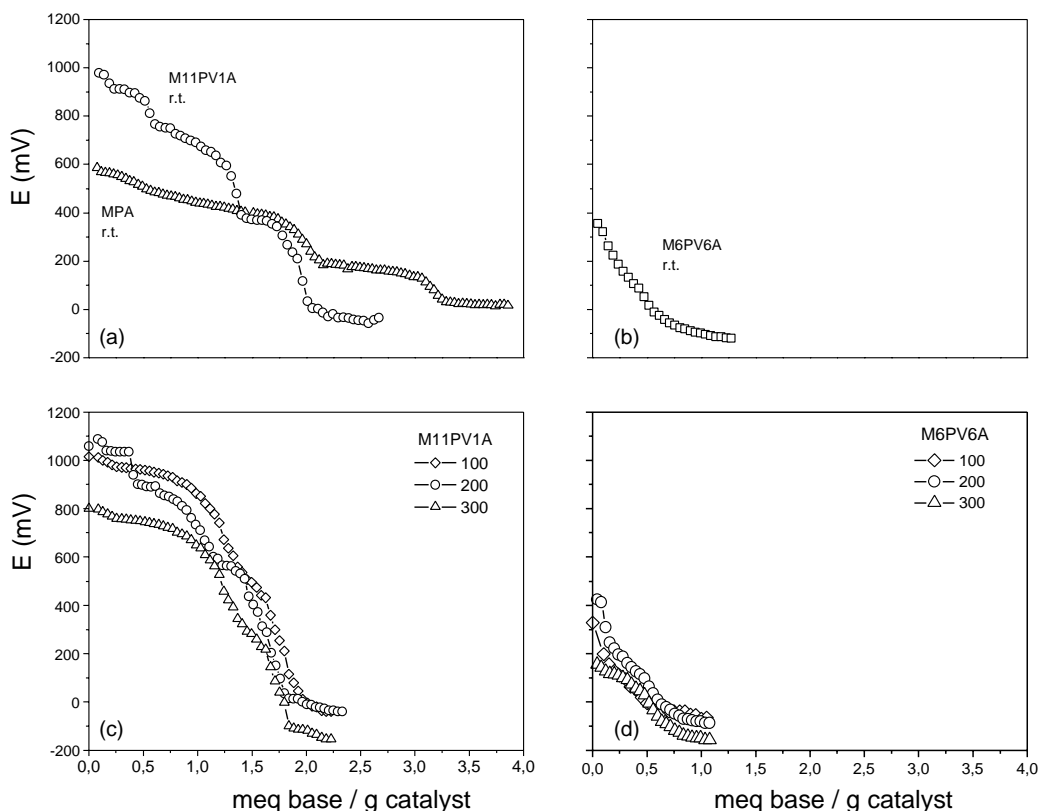 1200
1000
800
600
400
200
0
-200
E (mV)
M11PV1A
r.t.
MPA
r.t.
(a)
M6PV6A
r.t.
(b)
1200
1000
800
600
400
200
0
-200
E (mV)
M11PV1A
100
200
300
(c)
0,0 0,5 1,0 1,5 2,0 2,5 3,0 3,5 4,0
meq base / g catalyst
M6PV6A
100
200
300
(d)
0,0 0,5 1,0 1,5 2,0 2,5 3,0 3,5 4,0
meq base / g catalyst